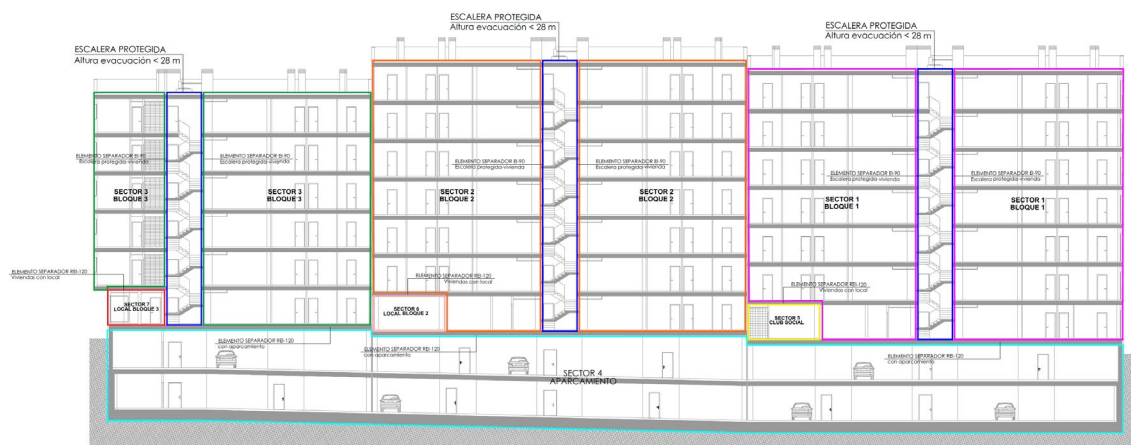 ESCALERA PROTEGIDA
Altura evacuación < 28 m
ESCALERA PROTEGIDA
Altura evacuación < 28 m
ESCALERA PROTEGIDA
Altura evacuación < 28 m
ELEMENTO SEPARADOR EI-90
Escalera protegida-vivienda
ELEMENTO SEPARADOR EI-90
Escalera protegida-vivienda
ELEMENTO SEPARADOR EI-90
Escalera protegida-vivienda
ELEMENTO SEPARADOR EI-90
Escalera protegida-vivienda
ELEMENTO SEPARADOR EI-90
Escalera protegida-vivienda
ELEMENTO SEPARADOR EI-90
Escalera protegida-vivienda
SECTOR 3
BLOQUE 3
SECTOR 3
BLOQUE 3
SECTOR 2
BLOQUE 2
SECTOR 2
BLOQUE 2
SECTOR 1
BLOQUE 1
SECTOR 1
BLOQUE 1
ELEMENTO SEPARADOR REI-120
Viviendas con local
ELEMENTO SEPARADOR REI-120
Viviendas con local
ELEMENTO SEPARADOR REI-120
Viviendas con local
SECTOR 7
LOCAL BLOQUE 3
SECTOR 6
LOCAL BLOQUE 2
SECTOR 5
CLUB SOCIAL
ELEMENTO SEPARADOR REI-120
con aparcamiento
ELEMENTO SEPARADOR REI-120
con aparcamiento
ELEMENTO SEPARADOR REI-120
con aparcamiento
SECTOR 4
APARCAMIENTO